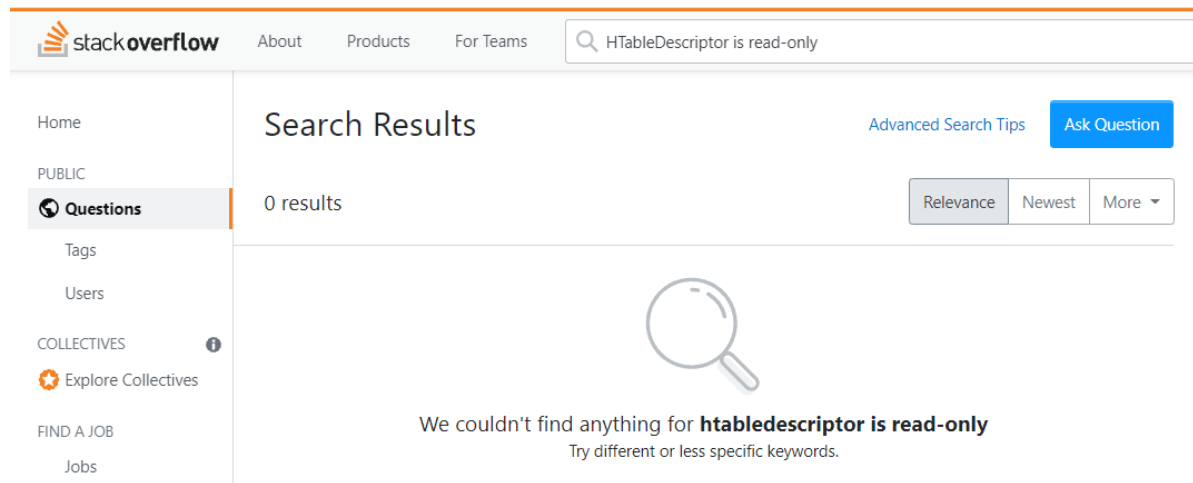 stackoverflow About Products For Teams HTableDescriptor is read-only
Home
PUBLIC
Questions
Tags
Users
COLLECTIVES
Explore Collectives
FIND A JOB
Jobs
Search Results Advanced Search Tips Ask Question
0 results Relevance Newest More
We couldn't find anything for htabledescriptor is read-only
Try different or less specific keywords.